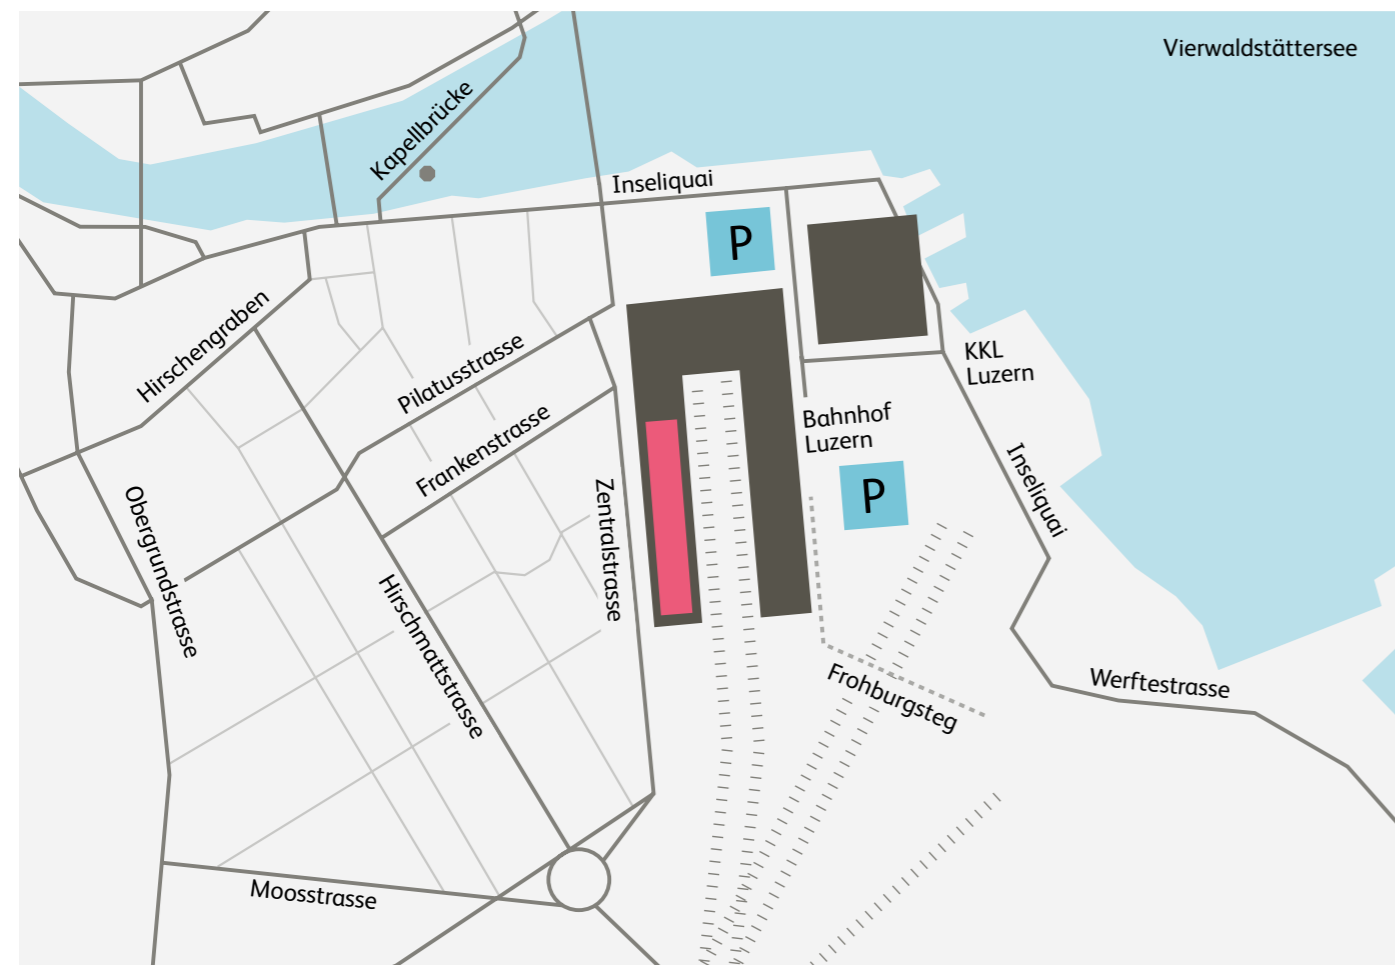 Vierwaldstättersee
Kapellbrücke
Inseliquai
P
Hirschengraben
Pilatusstrasse
KKL
Luzern
Frankenstrasse
Bahnhof
Luzern
P
Inseliquai
Obergrundstrasse
Zentralstrasse
Hirschmattstrasse
Frohburgsteg
Werftestrasse
Moosstrasse